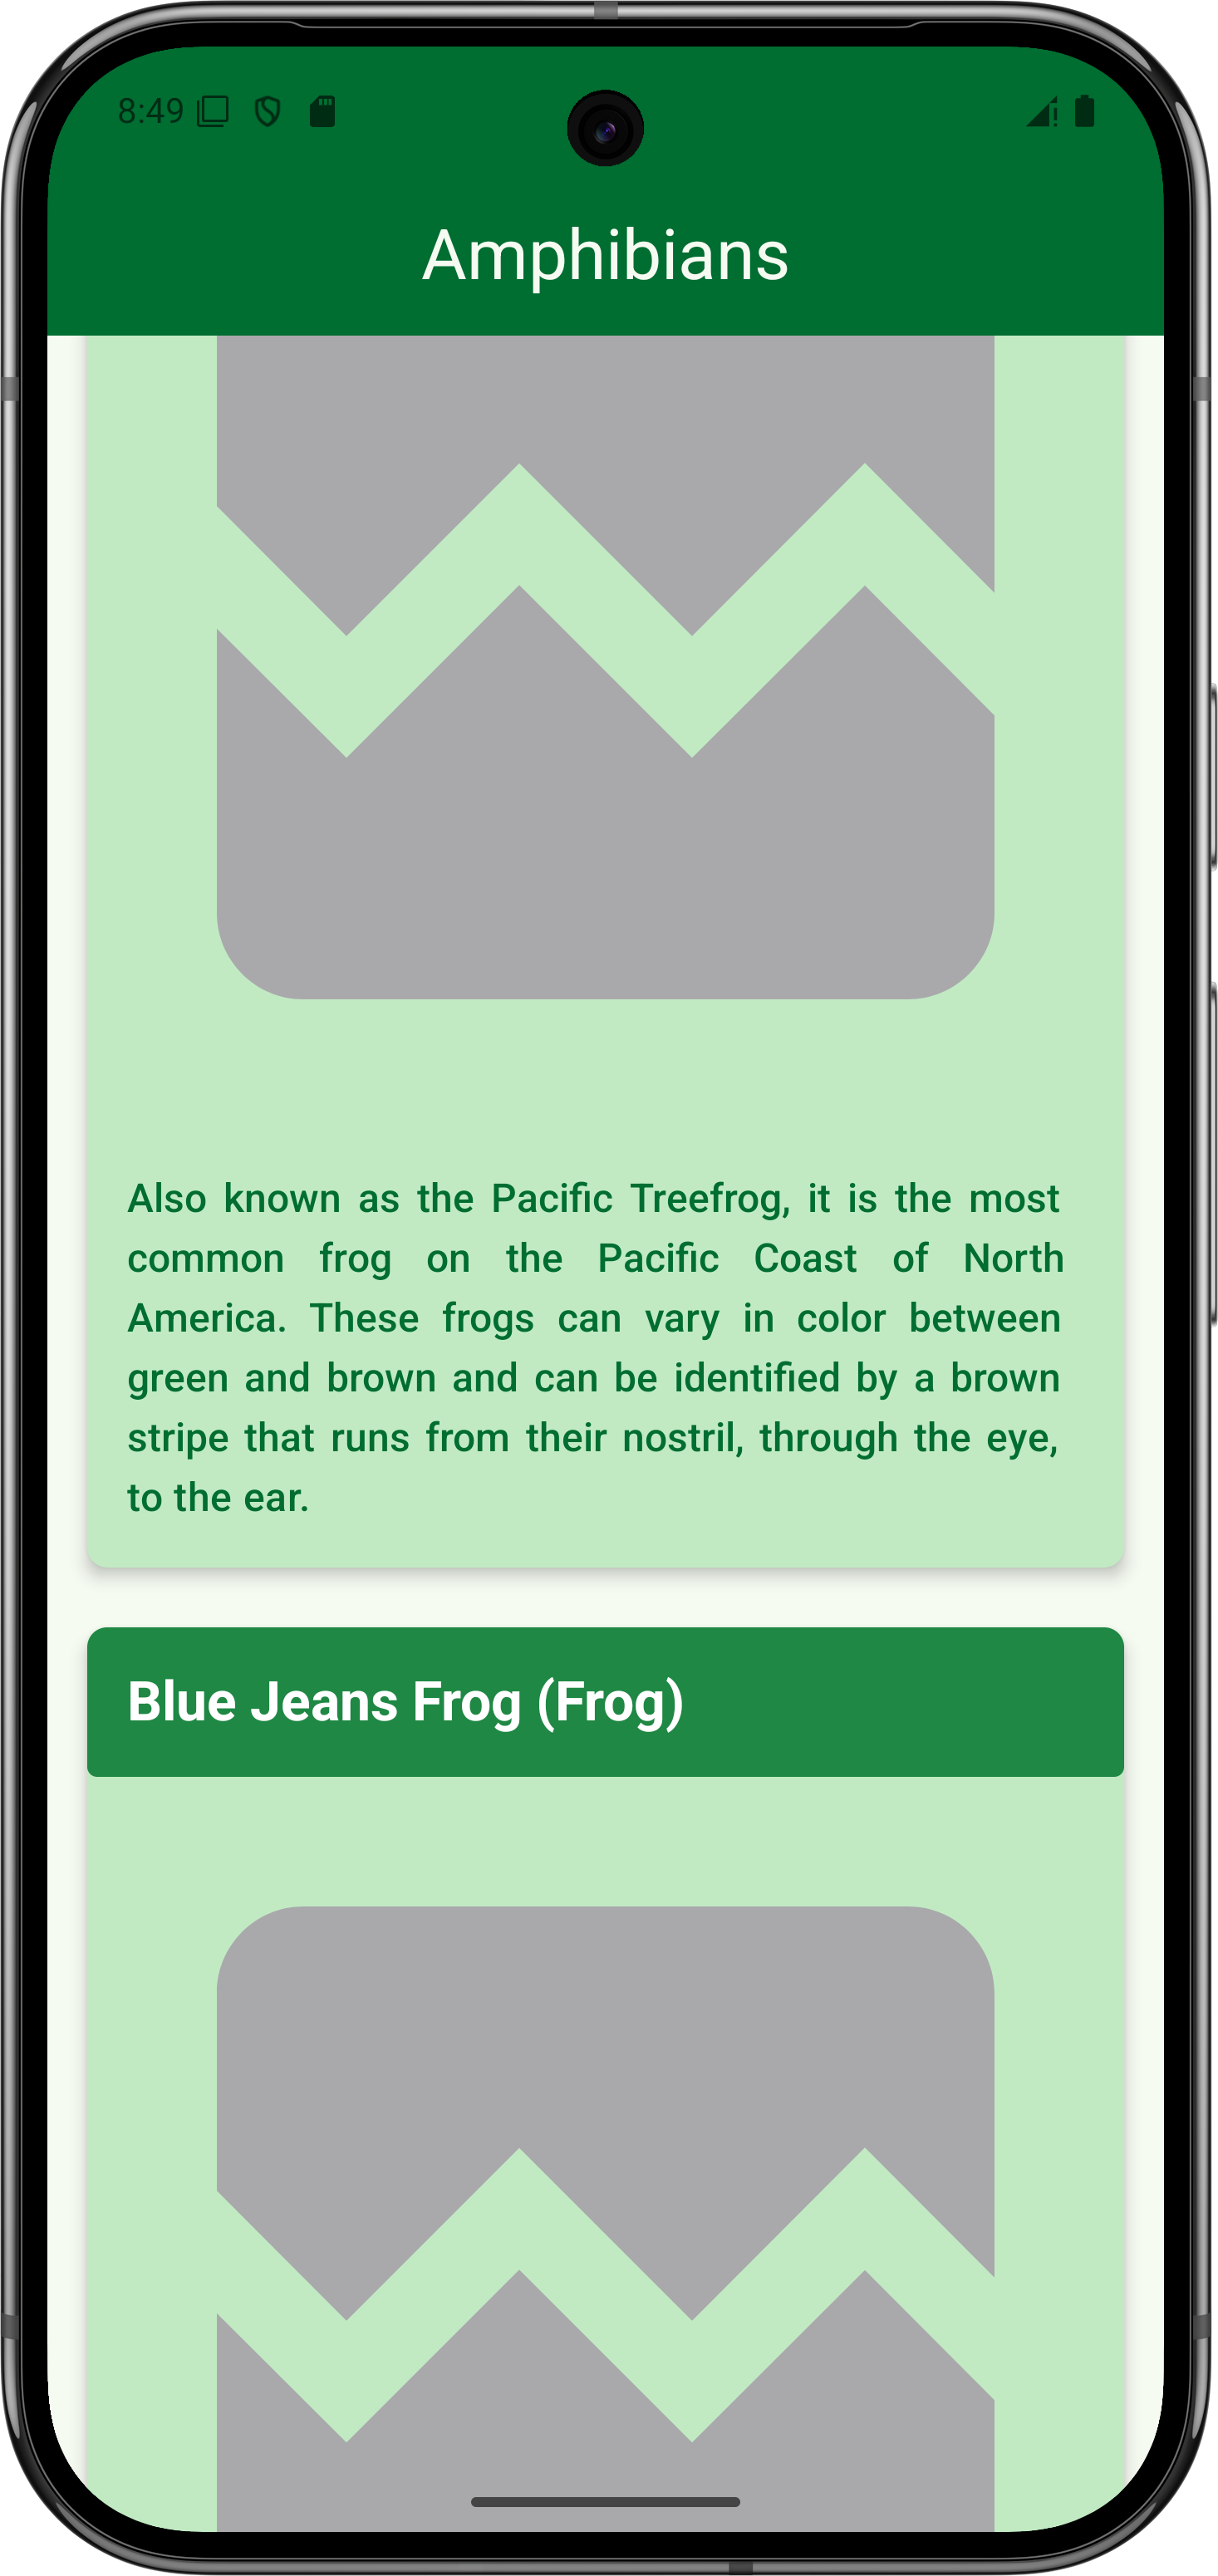 8:49
Amphibians
Also known as the Pacific Treefrog, it is the most
common frog on the Pacific Coast of North
America. These frogs can vary in color between
green and brown and can be identified by a brown
stripe that runs from their nostril, through the eye,
to the ear.
Blue Jeans Frog (Frog)